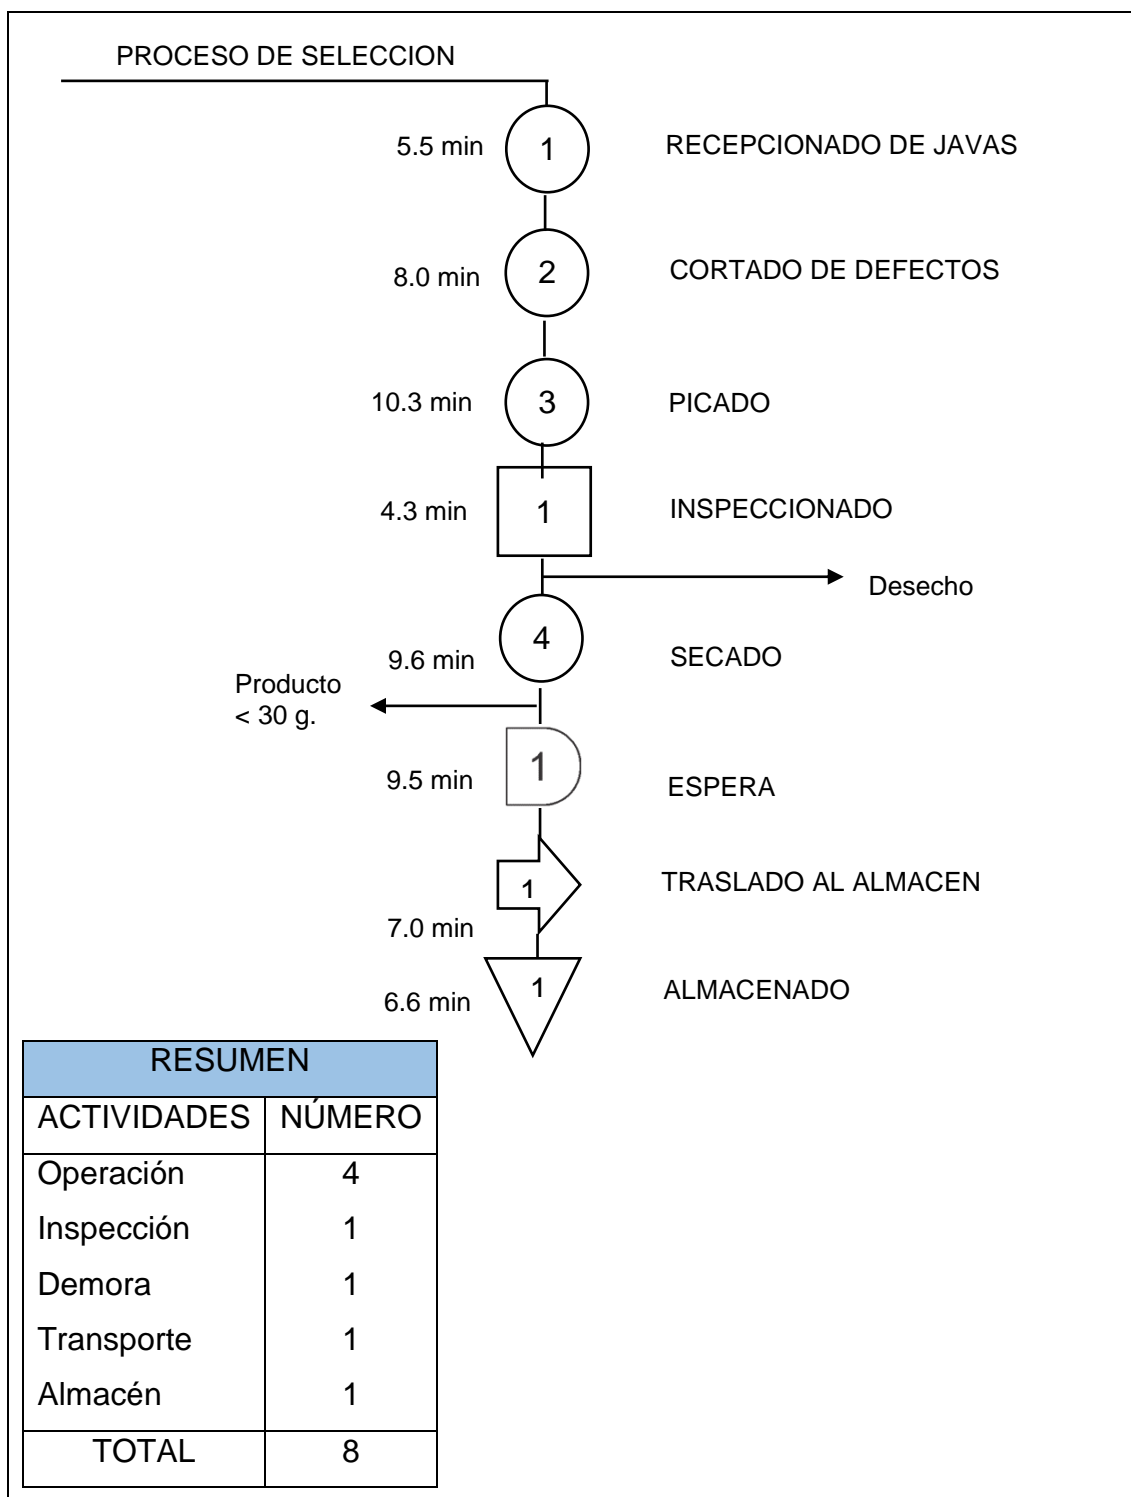 PROCESO DE SELECCION
5.5 min 1 RECEPCIONADO DE JAVAS
8.0 min 2 CORTADO DE DEFECTOS
10.3 min 3 PICADO
4.3 min 1 INSPECCIONADO
Desecho
9.6 min 4 SECADO
Producto
< 30 g.
9.5 min 1 ESPERA
1 TRASLADO AL ALMACEN
7.0 min
6.6 min 1 ALMACENADO
RESUMEN
ACTIVIDADES NÚMERO
Operación 4
Inspección 1
Demora 1
Transporte 1
Almacén 1
TOTAL 8